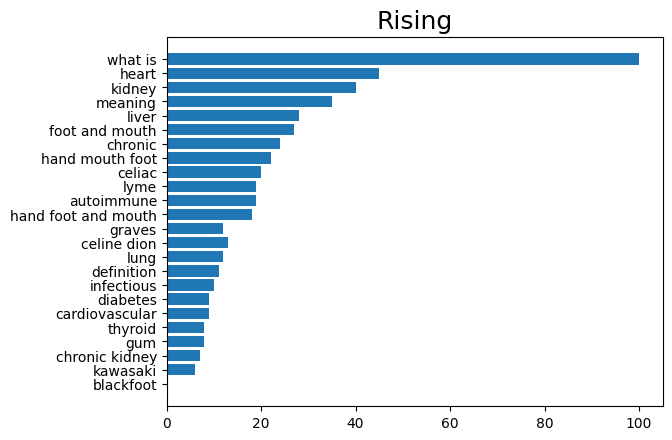 Rising
what is
heart
kidney
meaning
liver
foot and mouth
chronic
hand mouth foot
celiac
lyme
autoimmune
hand foot and mouth
graves
celine dion
lung
definition
infectious
diabetes
cardiovascular
thyroid
gum
chronic kidney
kawasaki
blackfoot
0 20 40 60 80 100